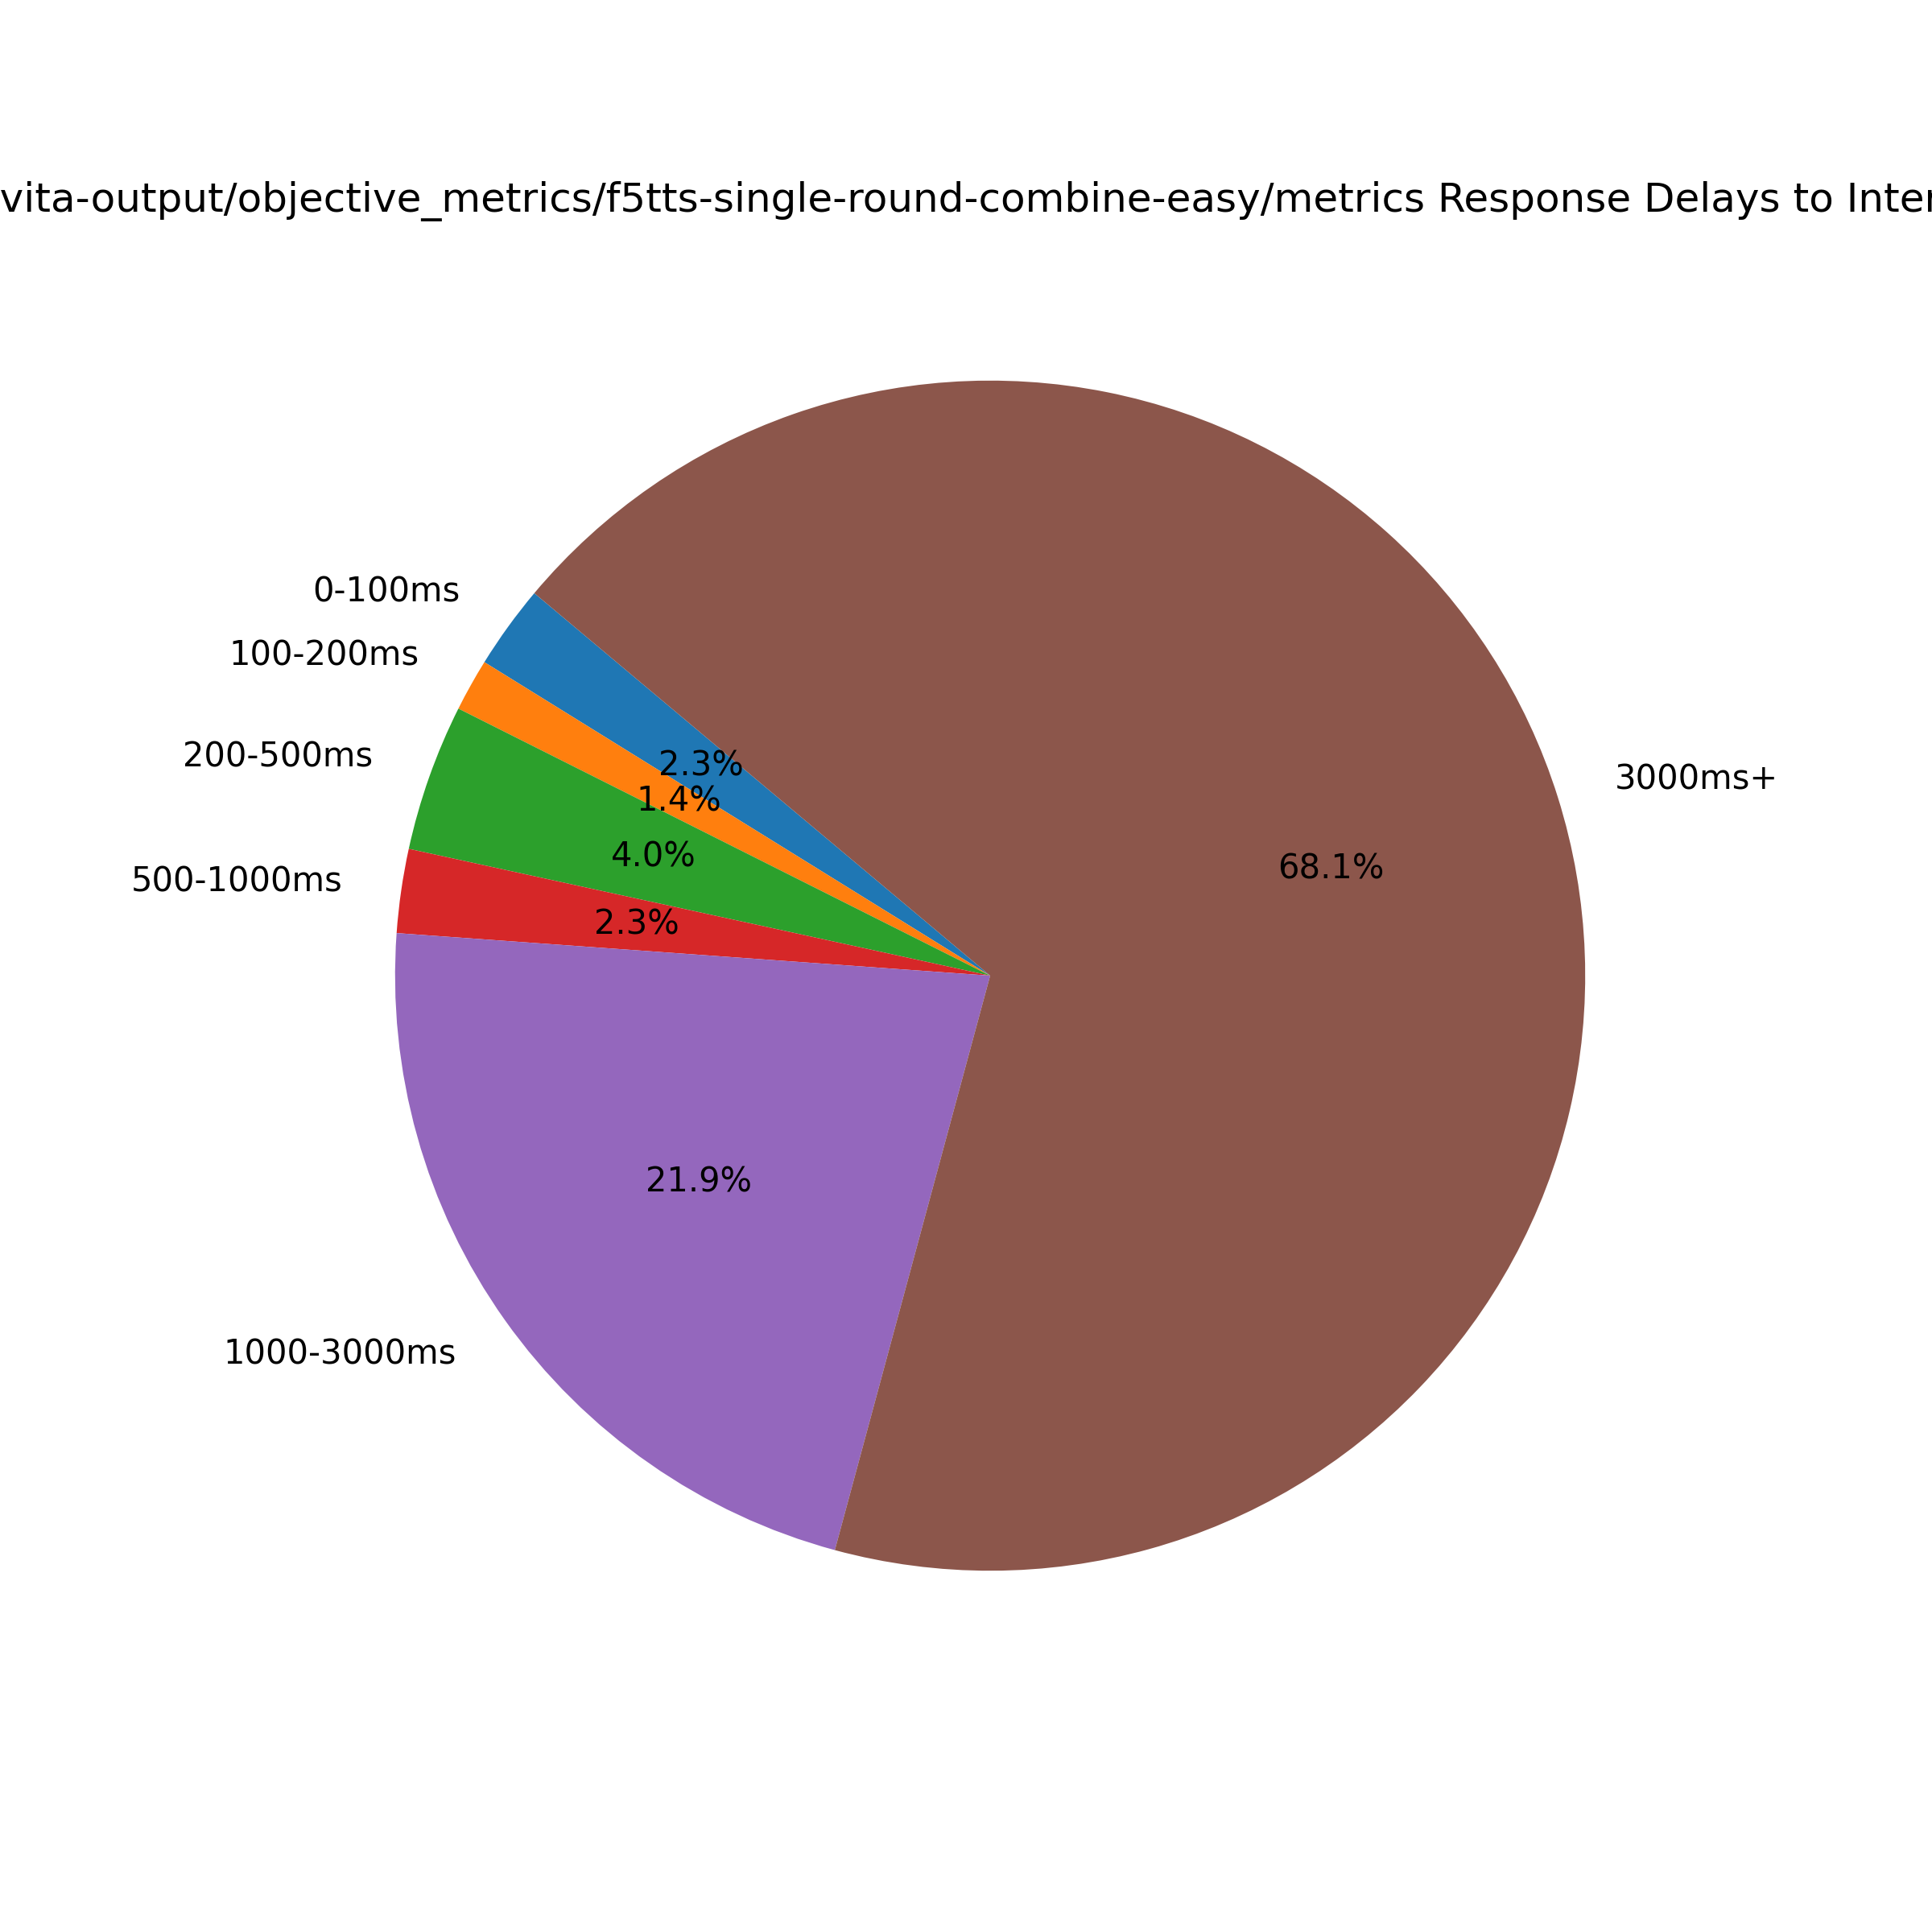 vita-output/objective_metrics/f5tts-single-round-combine-easy/metrics Response Delays to Inter
0-100ms
100-200ms
200-500ms
500-1000ms
1000-3000ms
3000ms+
2.3%
1.4%
4.0%
2.3%
21.9%
68.1%